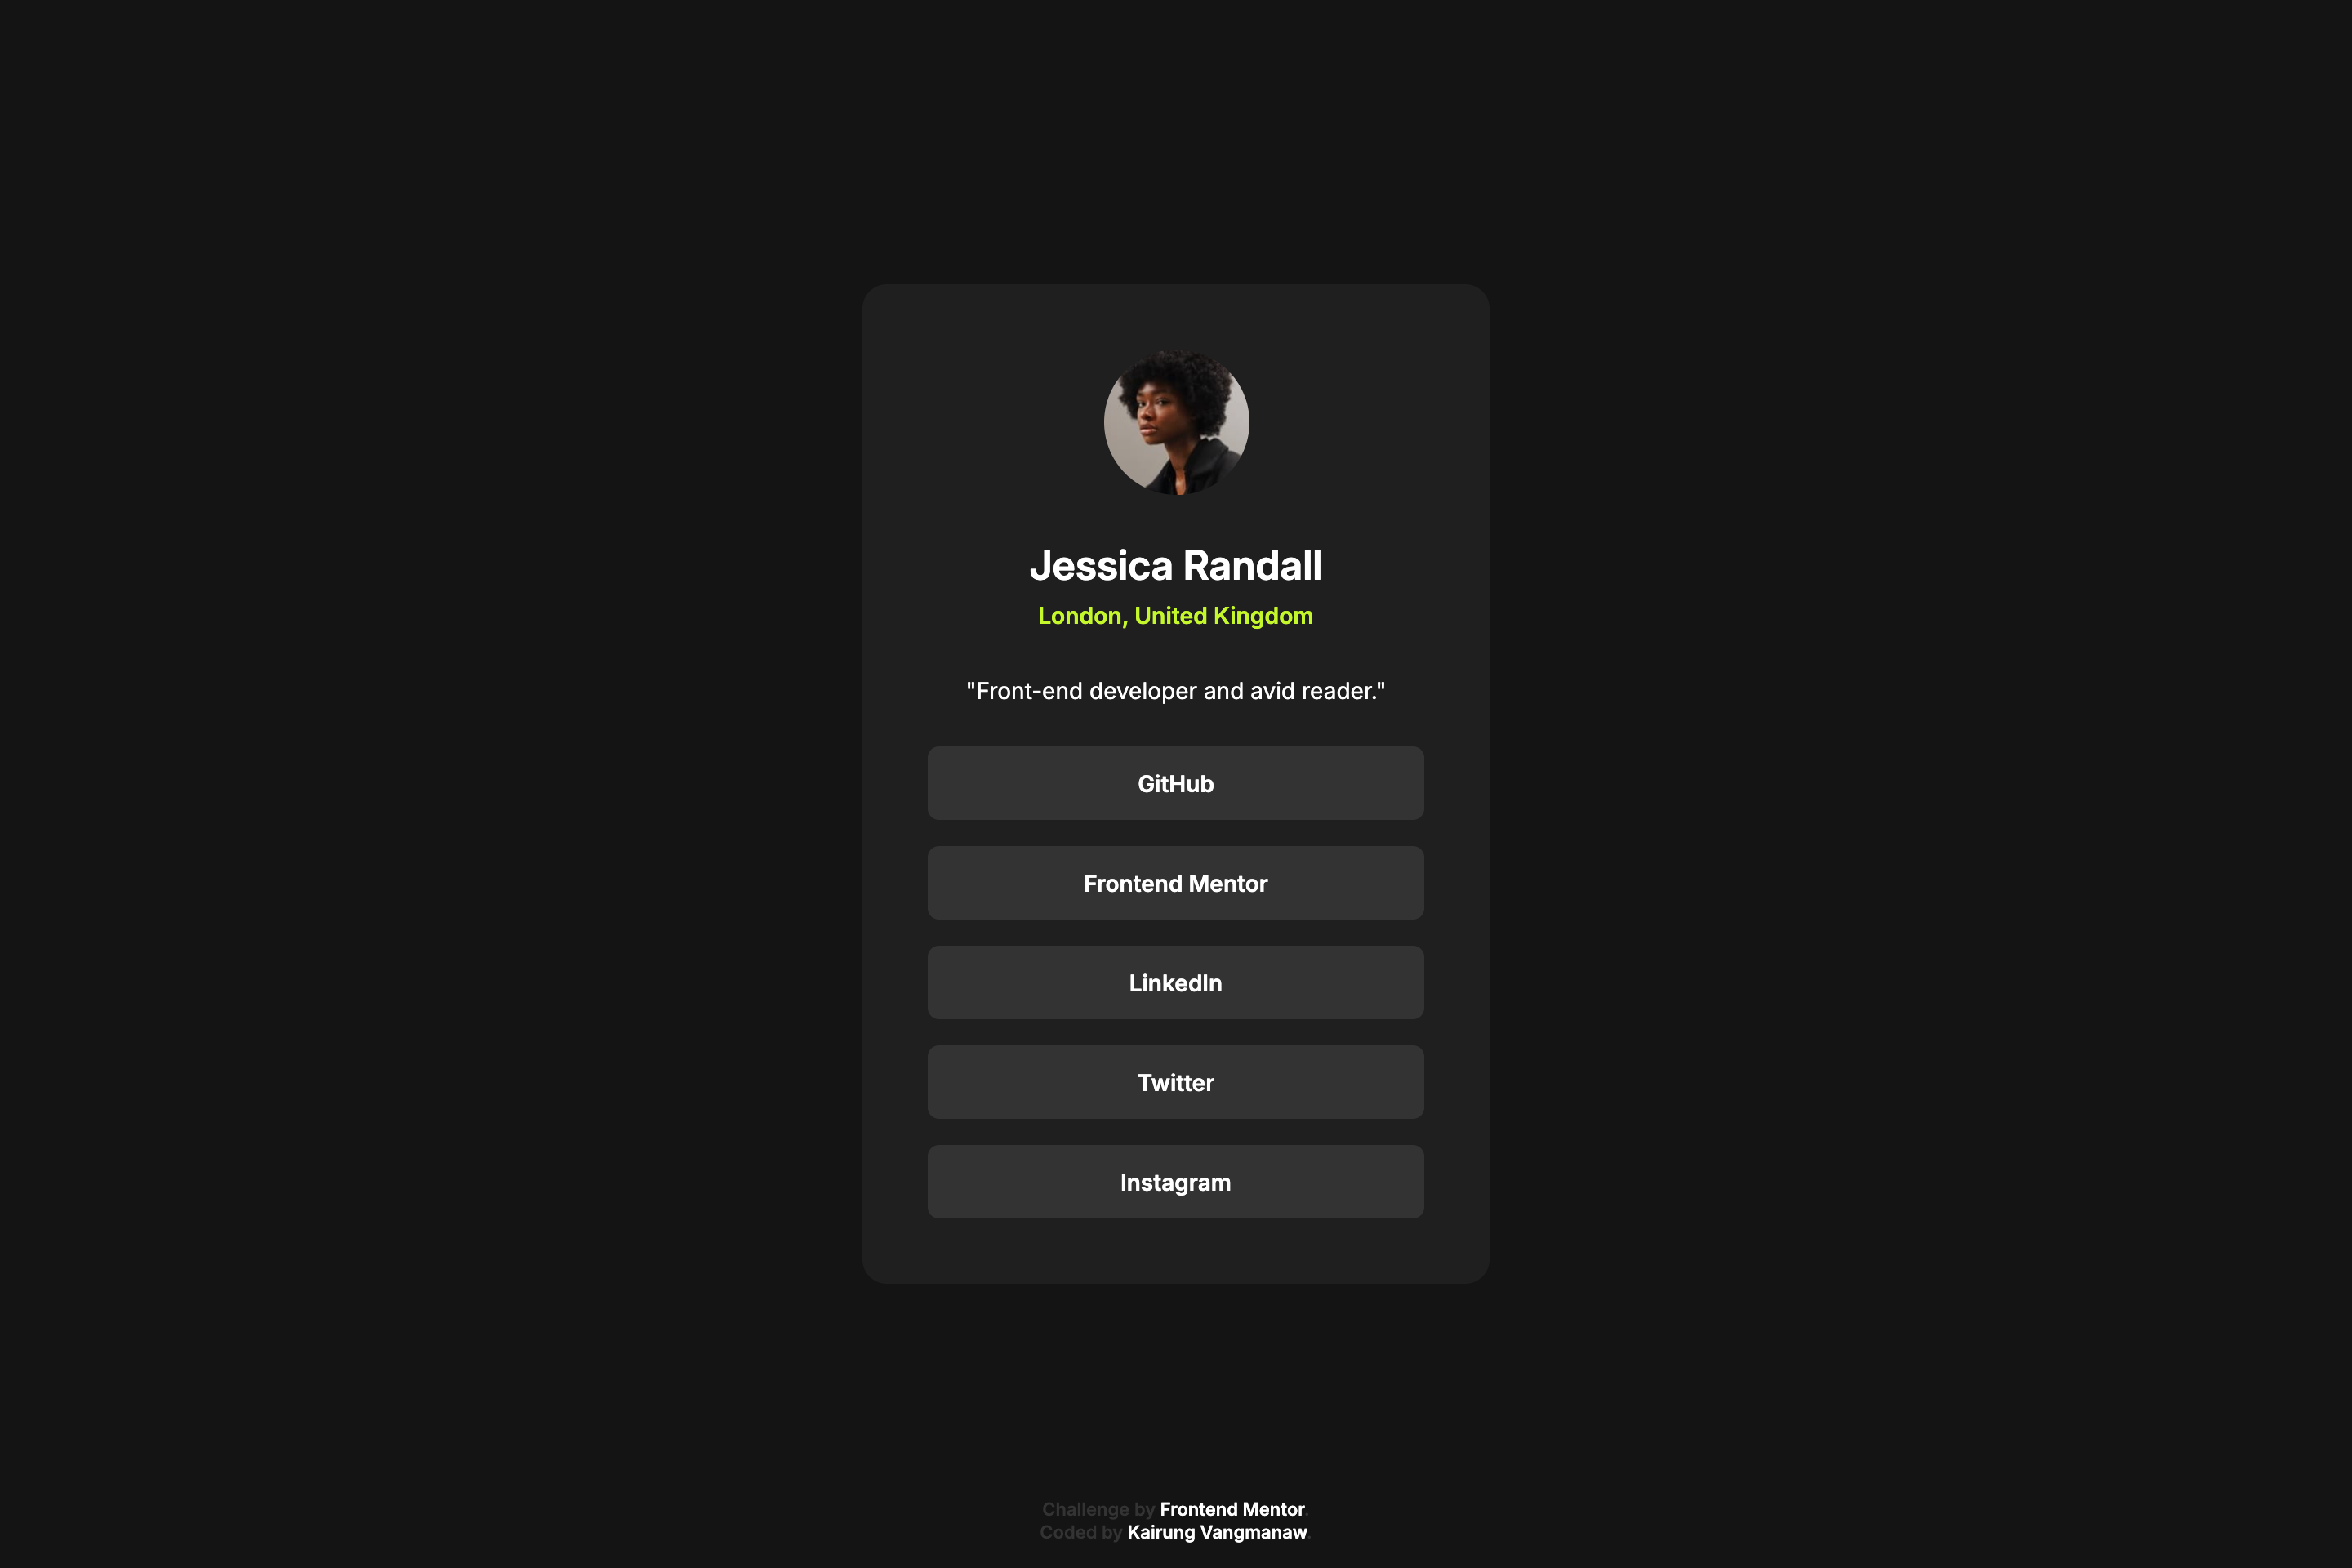 Jessica Randall
London, United Kingdom
"Front-end developer and avid reader."
GitHub
Frontend Mentor
LinkedIn
Twitter
Instagram
Challenge by Frontend Mentor.
Coded by Kairung Vangmanaw.